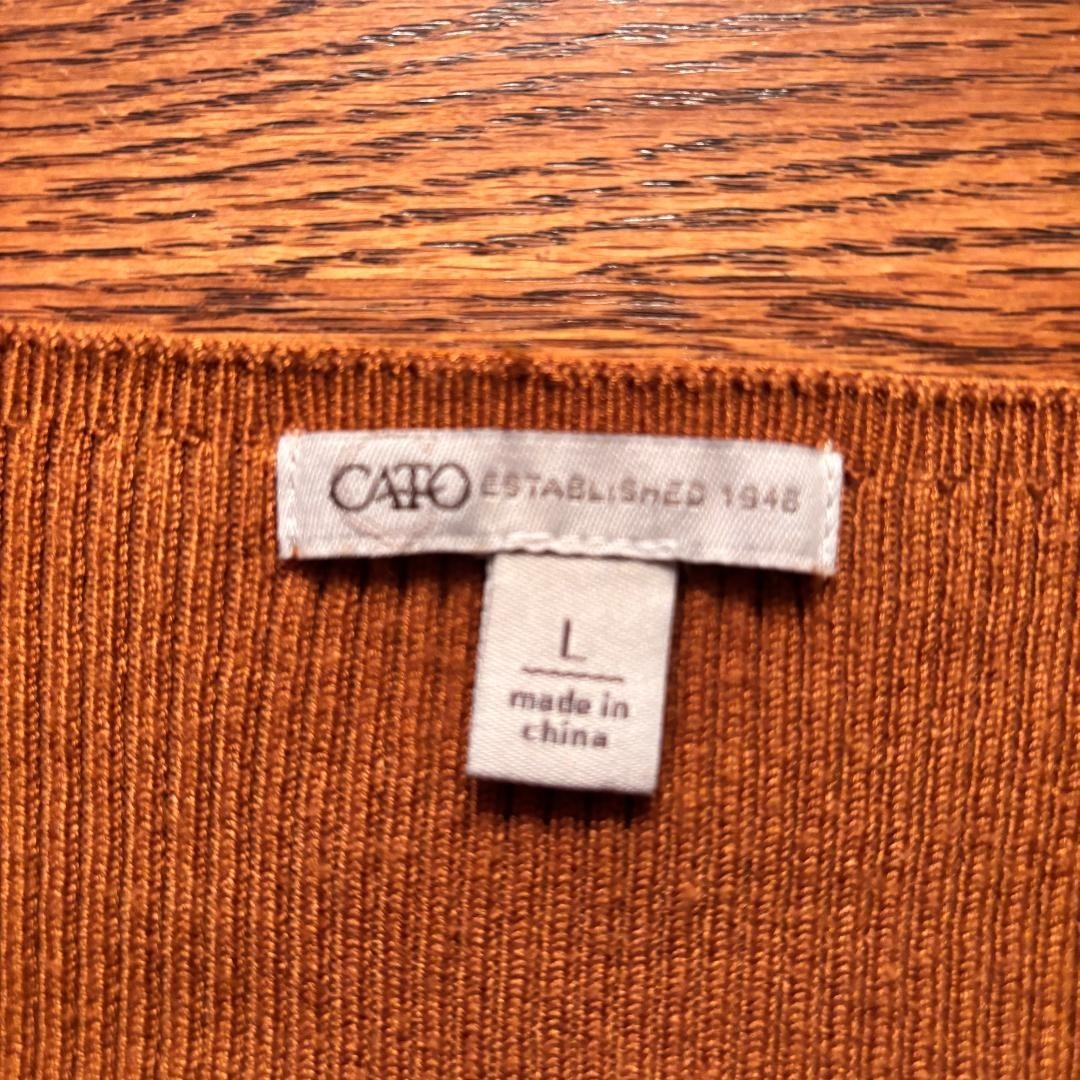 CATO ESTABLISHED 1946
L
made in
china